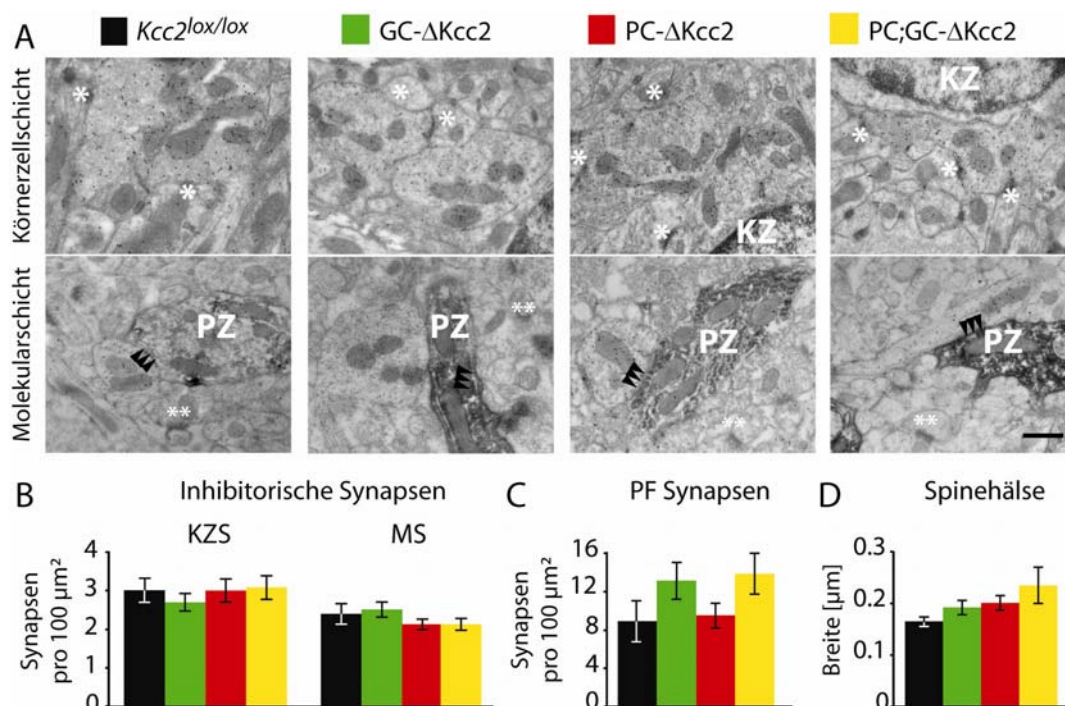 A
Kcc2lox/lox GC-ΔKcc2 PC-ΔKcc2 PC;GC-ΔKcc2
Körnerzellschicht
* * * * * * * KZ * * * KZ
Molekularschicht
PZ ** PZ ** PZ ** PZ **
B Inhibitorische Synapsen
KZS MS
Synapsen
pro 100 µm²
4
3
2
1
0
C PF Synapsen
Synapsen
pro 100 µm²
16
12
8
4
0
D Spinehälse
Breite [µm]
0.3
0.2
0.1
0